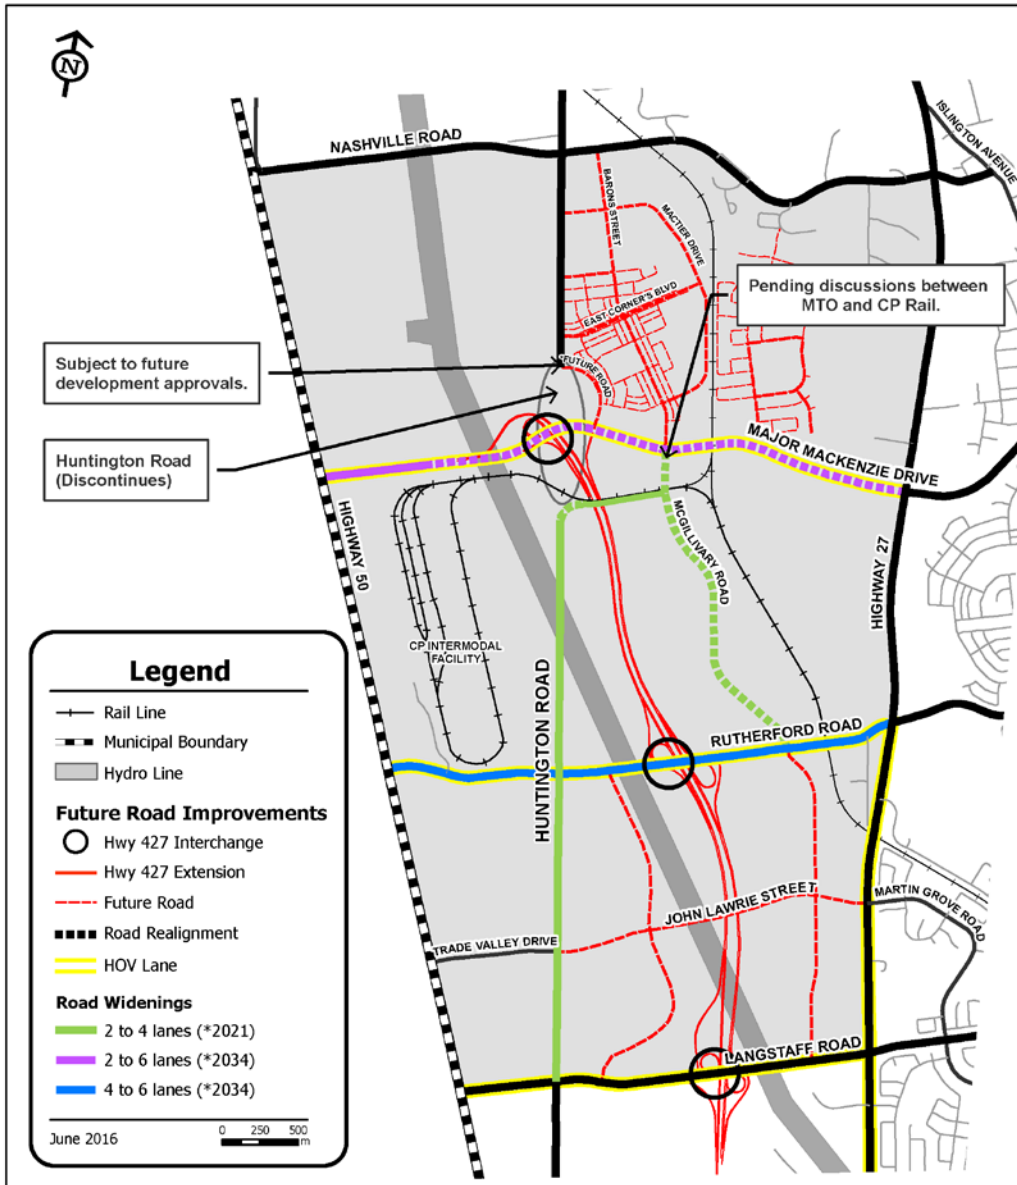 N
NASHVILLE ROAD
ISLINGTON AVENUE
BARONS STREET
MACTIER DRIVE
EAST CORNER'S BLVD
"FUTURE ROAD
Pending discussions between
MTO and CP Rail.
Subject to future
development approvals.
Huntington Road
(Discontinues)
MAJOR MACKENZIE DRIVE
HIGHWAY 50
MCGILLIVARY ROAD
HIGHWAY 27
CP INTERMODAL
FACILITY
HUNTINGTON ROAD
RUTHERFORD ROAD
JOHN LAWRIE STREET
MARTIN GROVE ROAD
TRADE VALLEY DRIVE
LANGSTAFF ROAD
Legend
Rail Line
Municipal Boundary
Hydro Line
Future Road Improvements
Hwy 427 Interchange
Hwy 427 Extension
Future Road
Road Realignment
HOV Lane
Road Widenings
2 to 4 lanes (*2021)
2 to 6 lanes (*2034)
4 to 6 lanes (*2034)
June 2016
0 250 500
m